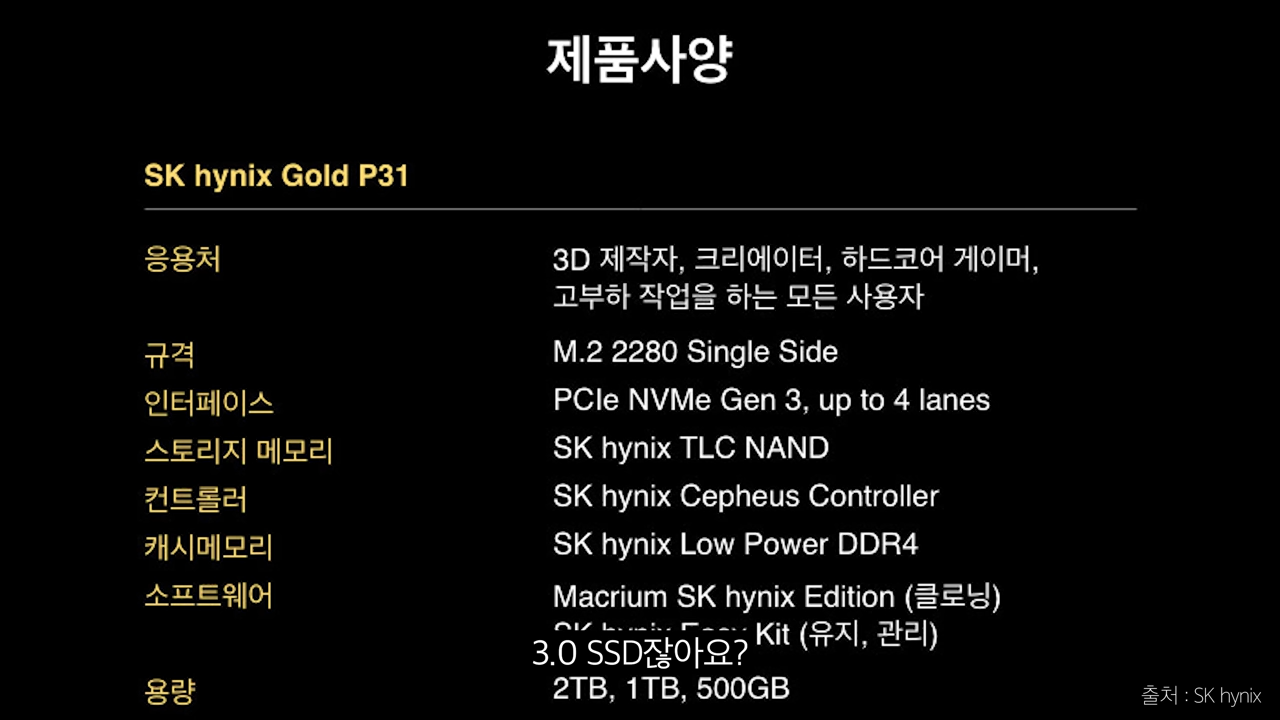 제품사양
SK hynix Gold P31
응용처 3D 제작자, 크리에이터, 하드코어 게이머,
고부하 작업을 하는 모든 사용자
규격 M.2 2280 Single Side
인터페이스 PCIe NVMe Gen 3, up to 4 lanes
스토리지 메모리 SK hynix TLC NAND
컨트롤러 SK hynix Cepheus Controller
캐시메모리 SK hynix Low Power DDR4
소프트웨어 Macrium SK hynix Edition (클로닝)
SK hynix Easy Kit (유지, 관리)
3.0 SSD잖아요?
용량 2TB, 1TB, 500GB
출처 : SK hynix